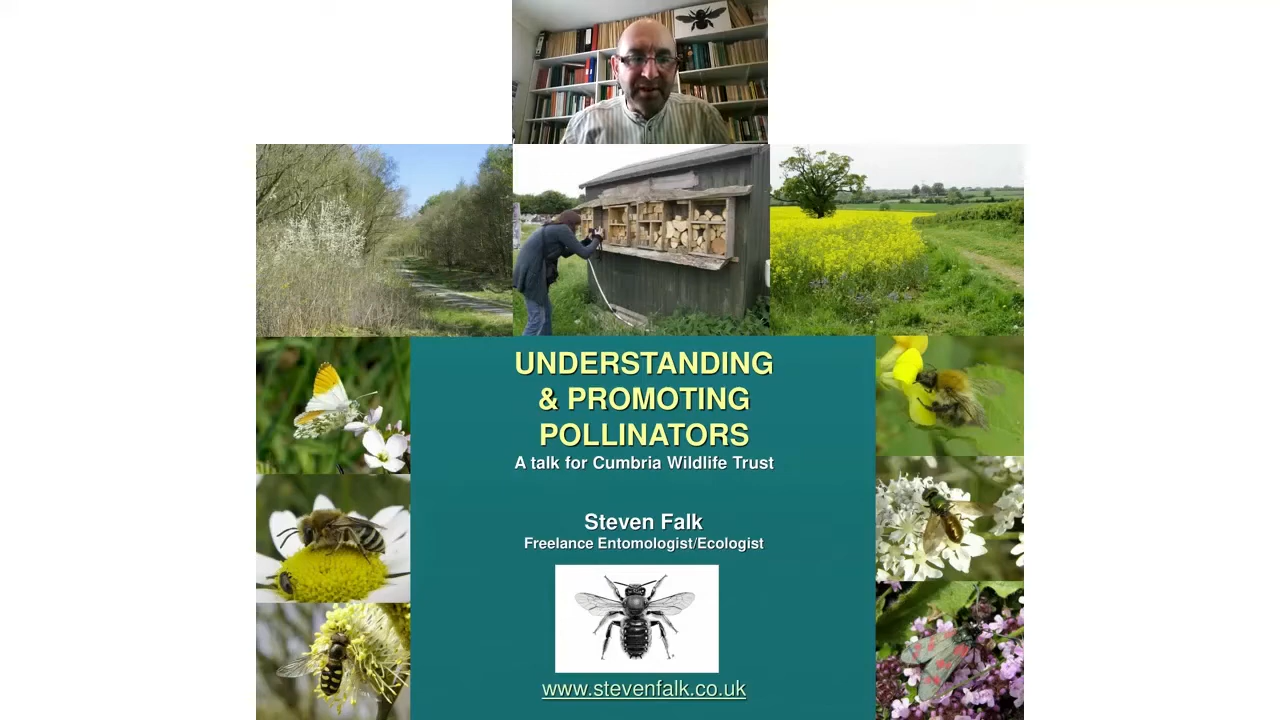 UNDERSTANDING
& PROMOTING
POLLINATORS
A talk for Cumbria Wildlife Trust
Steven Falk
Freelance Entomologist/Ecologist
www.stevenfalk.co.uk